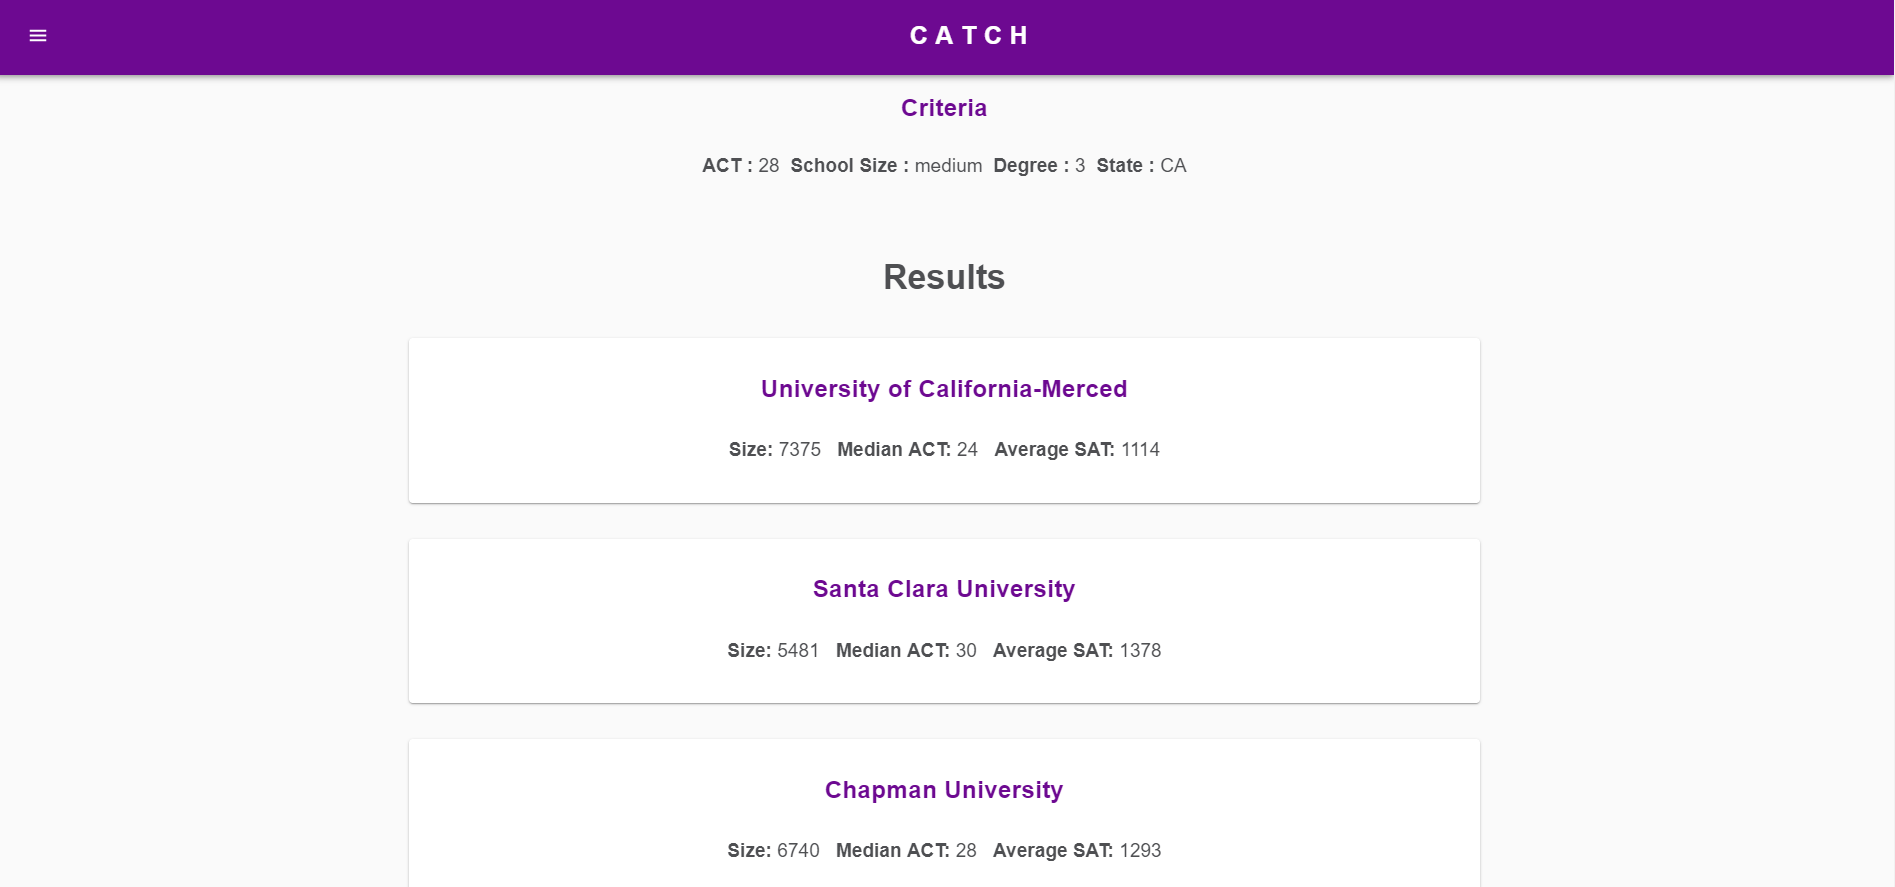 CATCH
Criteria
ACT : 28 School Size : medium Degree : 3 State : CA
Results
University of California-Merced
Size: 7375 Median ACT: 24 Average SAT: 1114
Santa Clara University
Size: 5481 Median ACT: 30 Average SAT: 1378
Chapman University
Size: 6740 Median ACT: 28 Average SAT: 1293